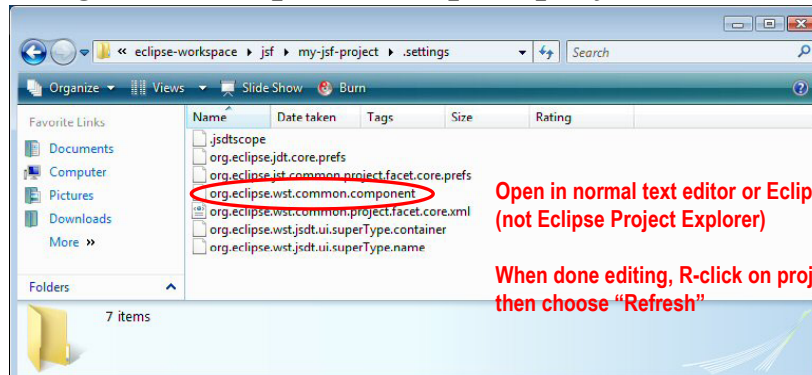 « eclipse-workspace ▸ jsf ▸ my-jsf-project ▸ .settings
Search
Organize Views Slide Show Burn
Favorite Links
Documents
Computer
Pictures
Downloads
More »
Folders
Name Date taken Tags Size Rating
.jsdtscope
org.eclipse.jdt.core.prefs
org.eclipse.jst.common.project.facet.core.prefs
org.eclipse.wst.common.component
org.eclipse.wst.common.project.facet.core.xml
org.eclipse.wst.jsdt.ui.superType.container
org.eclipse.wst.jsdt.ui.superType.name
Open in normal text editor or Eclip
(not Eclipse Project Explorer)
When done editing, R-click on proj
then choose “Refresh”
7 items